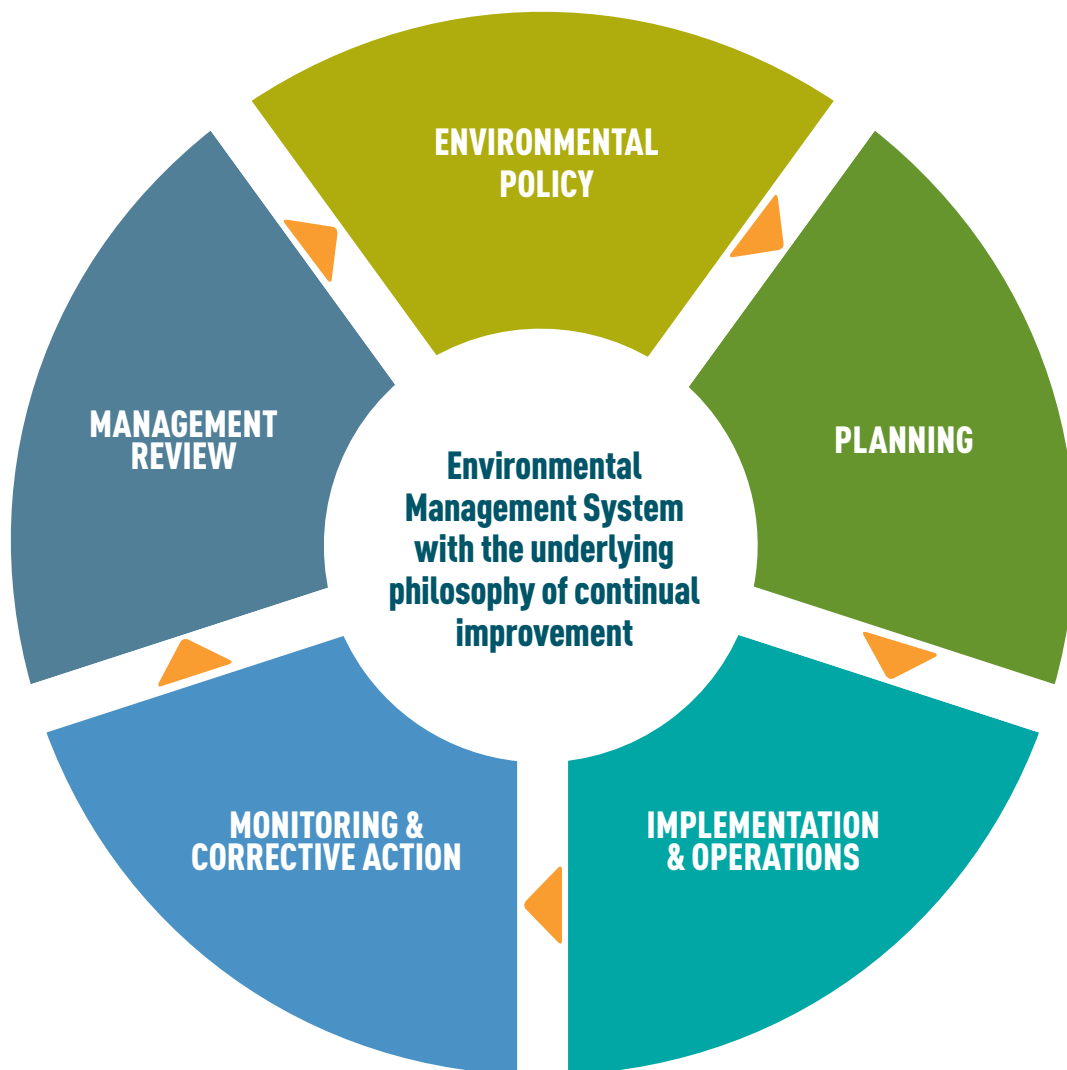 ENVIRONMENTAL
POLICY
PLANNING
IMPLEMENTATION
& OPERATIONS
MONITORING &
CORRECTIVE ACTION
MANAGEMENT
REVIEW
Environmental
Management System
with the underlying
philosophy of continual
improvement